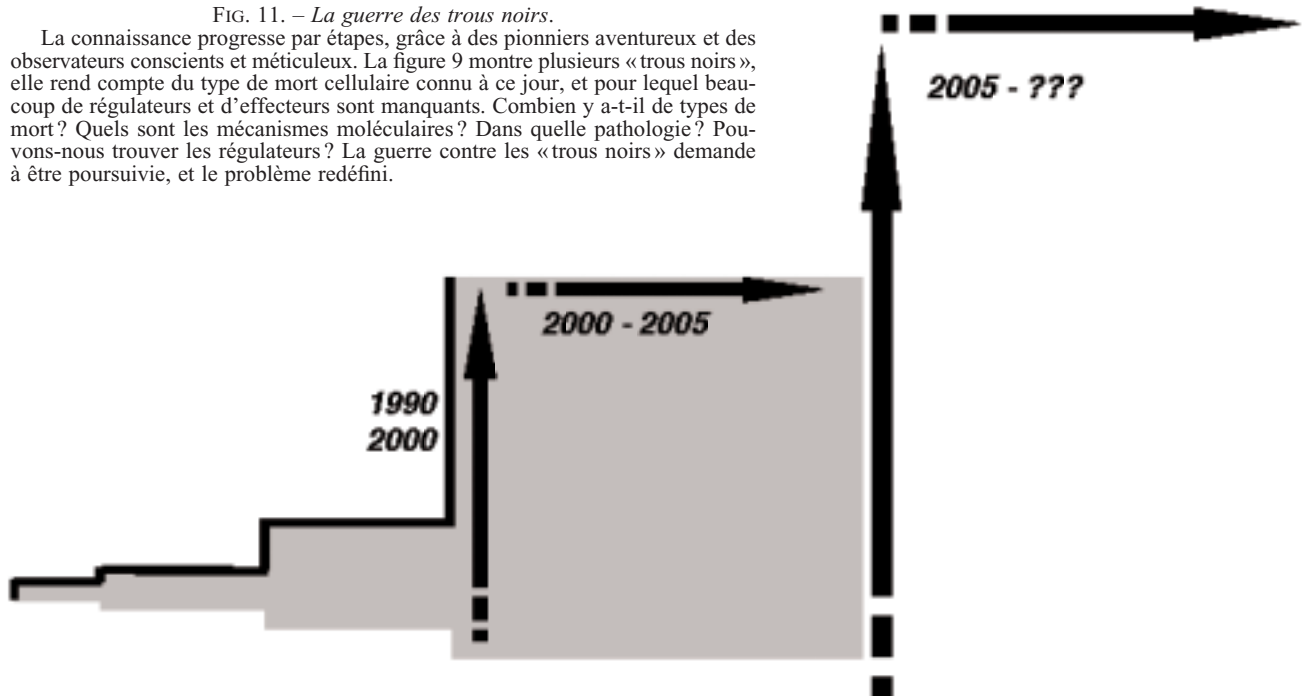 FIG. 11. – La guerre des trous noirs.
La connaissance progresse par étapes, grâce à des pionniers aventureux et des
observateurs conscients et méticuleux. La figure 9 montre plusieurs « trous noirs »,
elle rend compte du type de mort cellulaire connu à ce jour, et pour lequel beau-
coup de régulateurs et d'effecteurs sont manquants. Combien y a-t-il de types de
mort ? Quels sont les mécanismes moléculaires ? Dans quelle pathologie ? Pou-
vons-nous trouver les régulateurs ? La guerre contre les « trous noirs » demande
à être poursuivie, et le problème redéfini.
2005 - ???
2000 - 2005
1990
2000